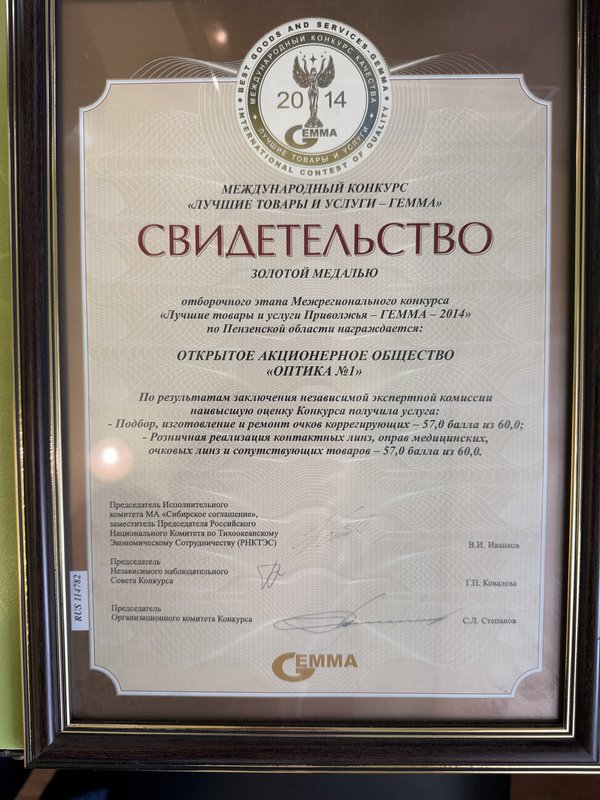 BEST GOODS AND SERVICES-GEMMA
МЕЖДУНАРОДНЫЙ КОНКУРС КАЧЕСТВА
2014
GEMMA
ЛУЧШИЕ ТОВАРЫ И УСЛУГИ
INTERNATIONAL CONTEST OF QUALITY
МЕЖДУНАРОДНЫЙ КОНКУРС
«ЛУЧШИЕ ТОВАРЫ И УСЛУГИ – ГЕММА»
СВИДЕТЕЛЬСТВО
ЗОЛОТОЙ МЕДАЛЬЮ
отборочного этапа Межрегионального конкурса
«Лучшие товары и услуги Приволжья – ГЕММА – 2014»
по Пензенской области награждается:
ОТКРЫТОЕ АКЦИОНЕРНОЕ ОБЩЕСТВО
«ОПТИКА №1»
По результатам заключения независимой экспертной комиссии
наивысшую оценку Конкурса получила услуга:
- Подбор, изготовление и ремонт очков коррегирующих – 57,0 балла из 60,0;
- Розничная реализация контактных линз, оправ медицинских,
очковых линз и сопутствующих товаров – 57,0 балла из 60,0.
Председатель Исполнительного
комитета МА «Сибирское соглашение»,
заместитель Председателя Российского
Национального Комитета по Тихоокеанскому
Экономическому Сотрудничеству (РНКТЭС)
В.И. Иванков
Председатель
Независимого наблюдательного
Совета Конкурса
Г.П. Ковалева
Председатель
Организационного комитета Конкурса
С.Л. Степанов
RUS 114782
GEMMA